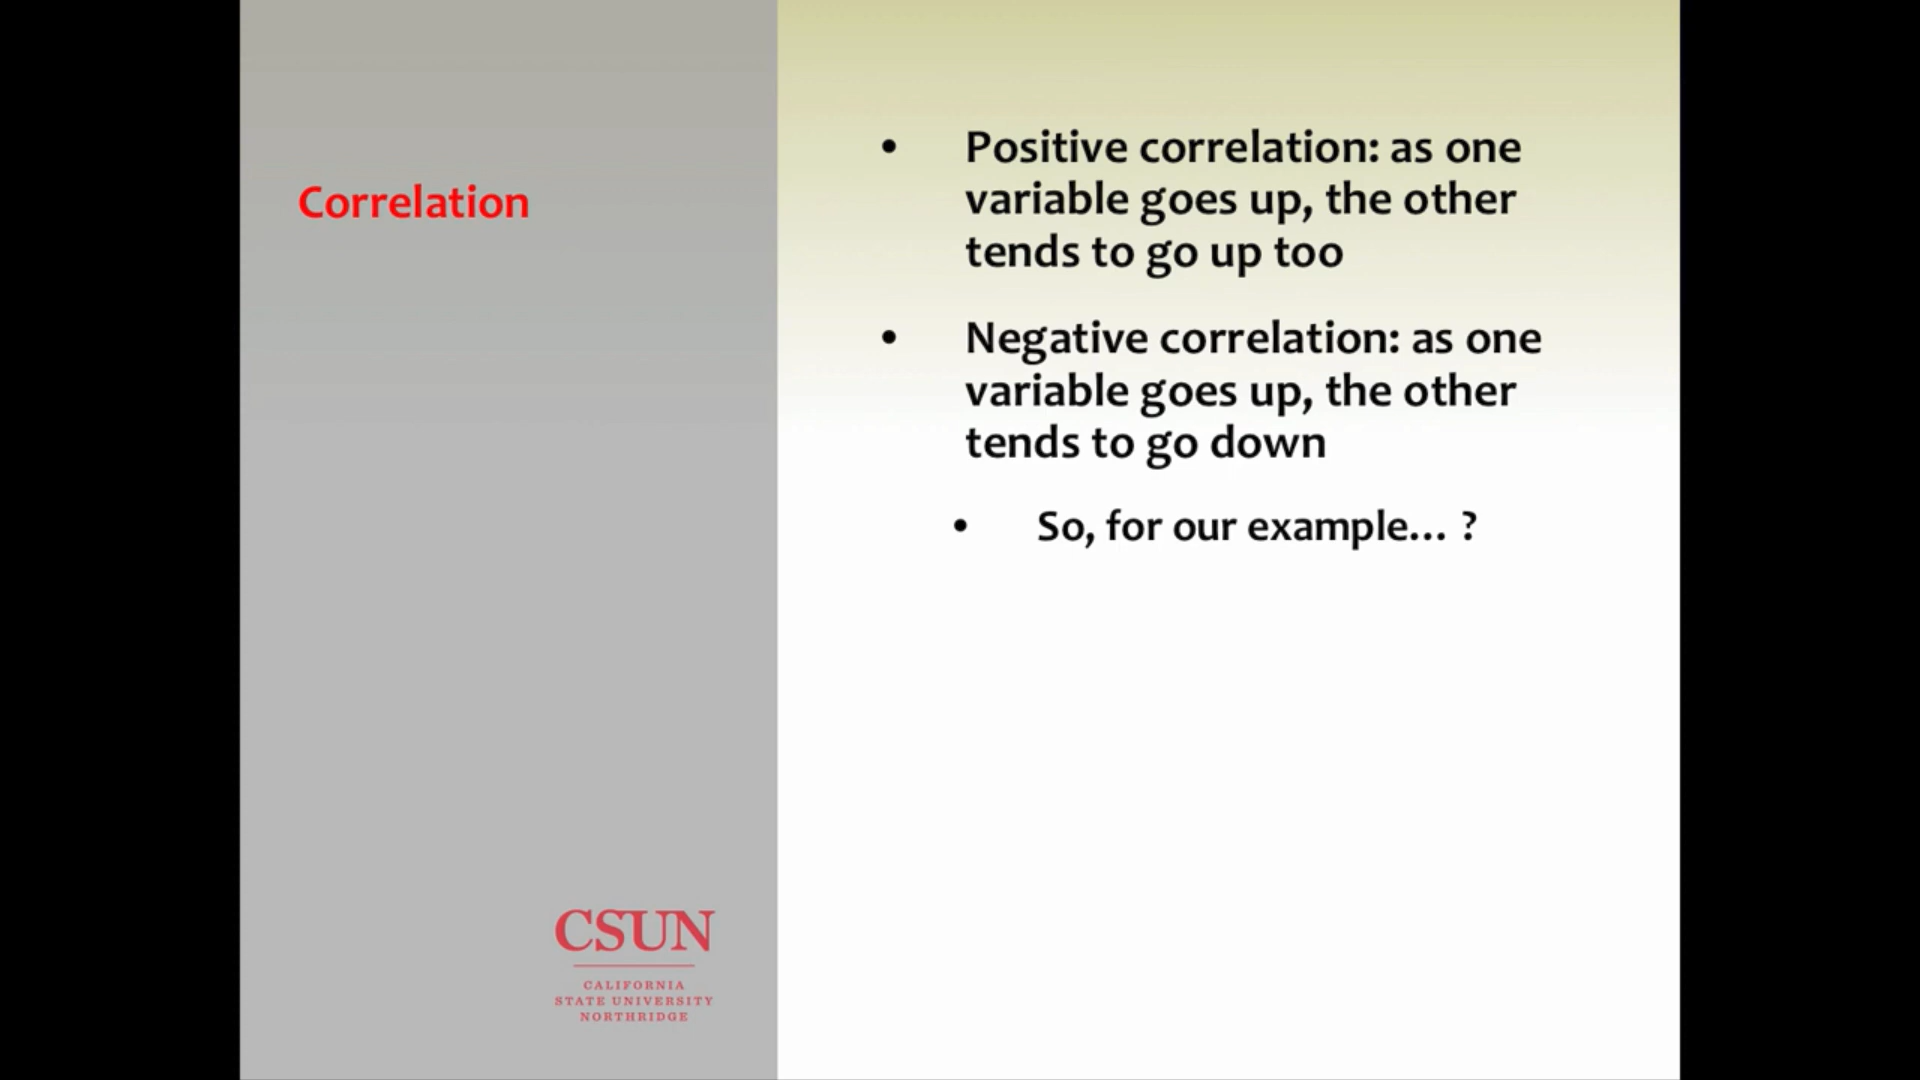 Correlation
• Positive correlation: as one
variable goes up, the other
tends to go up too
• Negative correlation: as one
variable goes up, the other
tends to go down
• So, for our example... ?
CSUN
CALIFORNIA
STATE UNIVERSITY
NORTHRIDGE